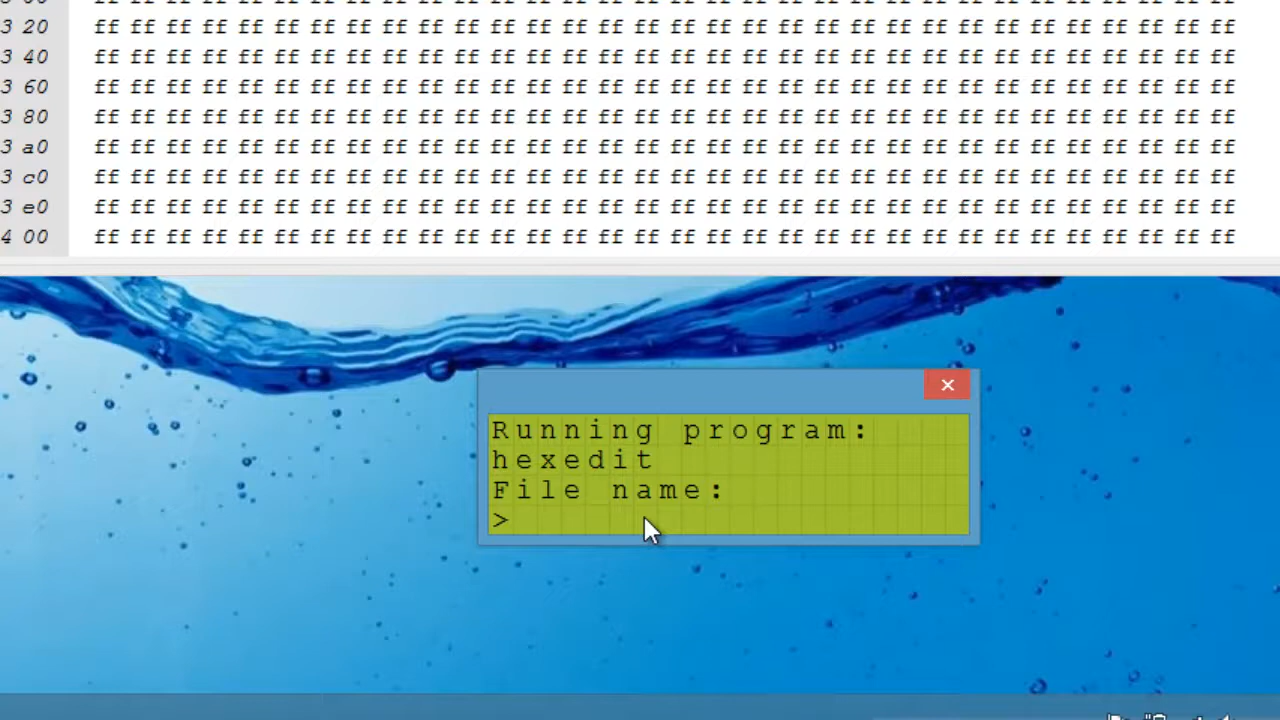 3 20 ff ff ff ff ff ff ff ff ff ff ff ff ff ff ff ff ff ff ff ff ff ff ff ff ff ff ff ff ff ff ff ff
3 40 ff ff ff ff ff ff ff ff ff ff ff ff ff ff ff ff ff ff ff ff ff ff ff ff ff ff ff ff ff ff ff ff
3 60 ff ff ff ff ff ff ff ff ff ff ff ff ff ff ff ff ff ff ff ff ff ff ff ff ff ff ff ff ff ff ff ff
3 80 ff ff ff ff ff ff ff ff ff ff ff ff ff ff ff ff ff ff ff ff ff ff ff ff ff ff ff ff ff ff ff ff
3 a0 ff ff ff ff ff ff ff ff ff ff ff ff ff ff ff ff ff ff ff ff ff ff ff ff ff ff ff ff ff ff ff ff
3 c0 ff ff ff ff ff ff ff ff ff ff ff ff ff ff ff ff ff ff ff ff ff ff ff ff ff ff ff ff ff ff ff ff
3 e0 ff ff ff ff ff ff ff ff ff ff ff ff ff ff ff ff ff ff ff ff ff ff ff ff ff ff ff ff ff ff ff ff
4 00 ff ff ff ff ff ff ff ff ff ff ff ff ff ff ff ff ff ff ff ff ff ff ff ff ff ff ff ff ff ff ff ff
Running program:
hexedit
File name:
>